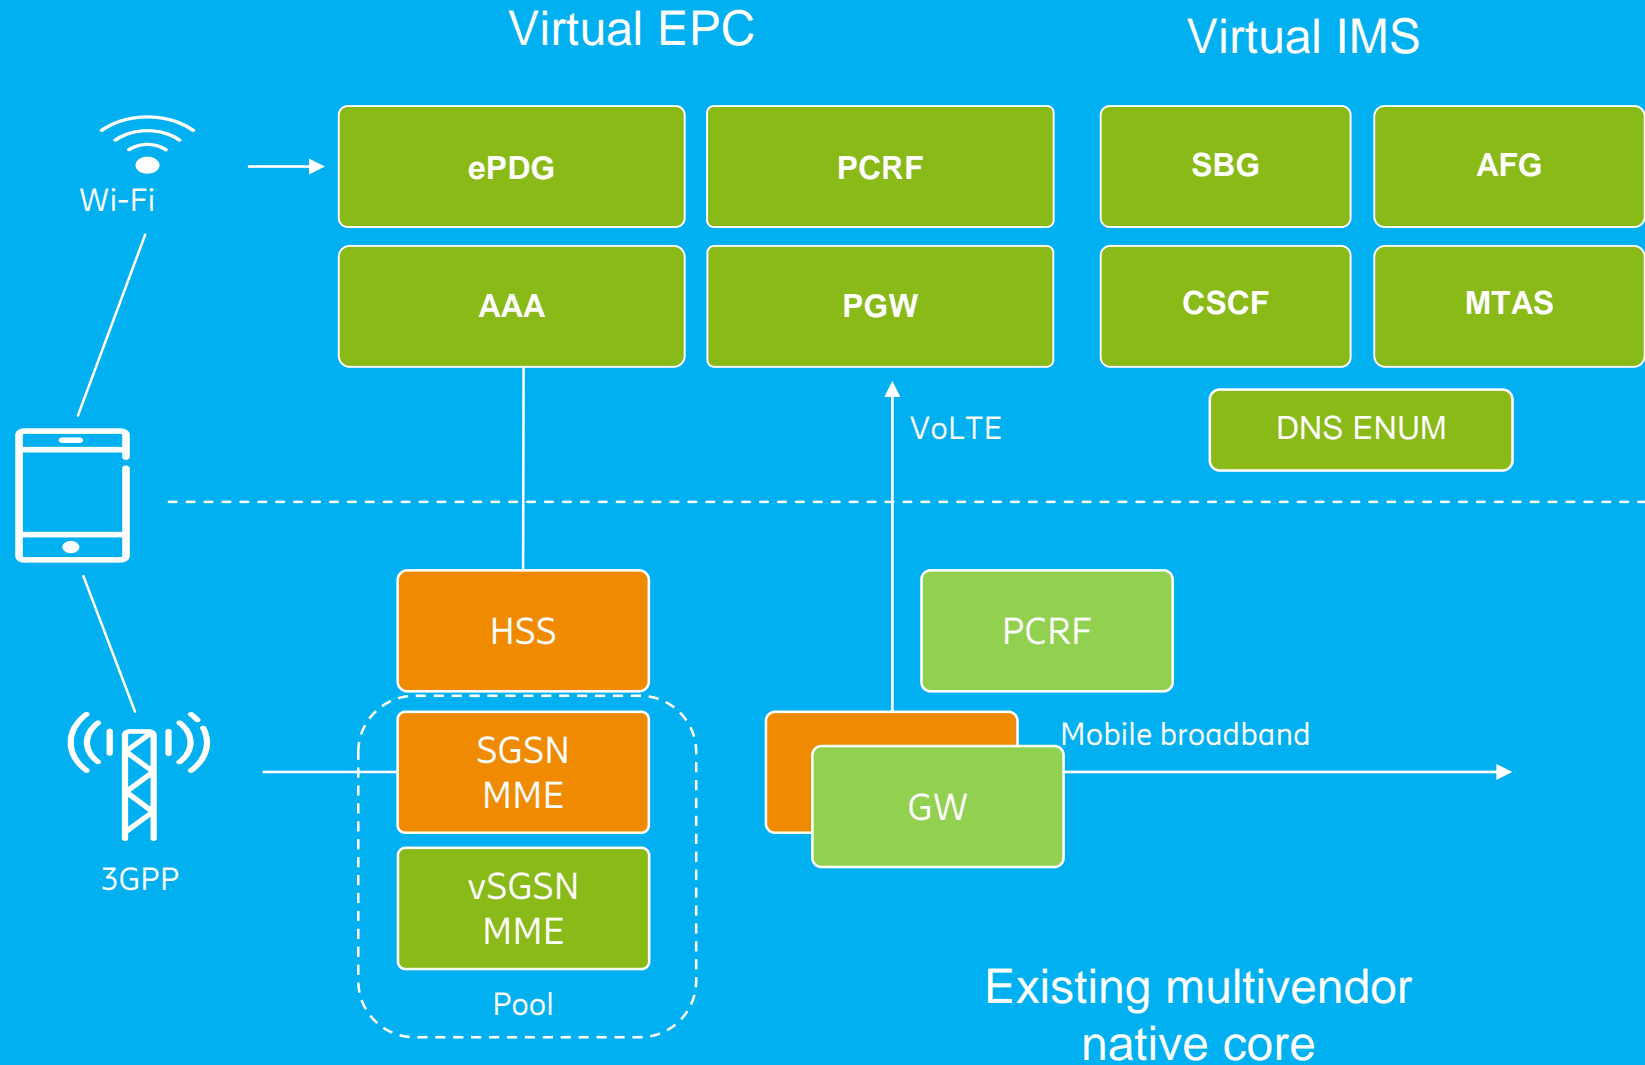 Virtual EPC
Virtual IMS
Wi-Fi
ePDG
PCRF
SBG
AFG
AAA
PGW
CSCF
MTAS
VoLTE
DNS ENUM
HSS
PCRF
SGSN
MME
Mobile broadband
GW
3GPP
vSGSN
MME
Pool
Existing multivendor
native core